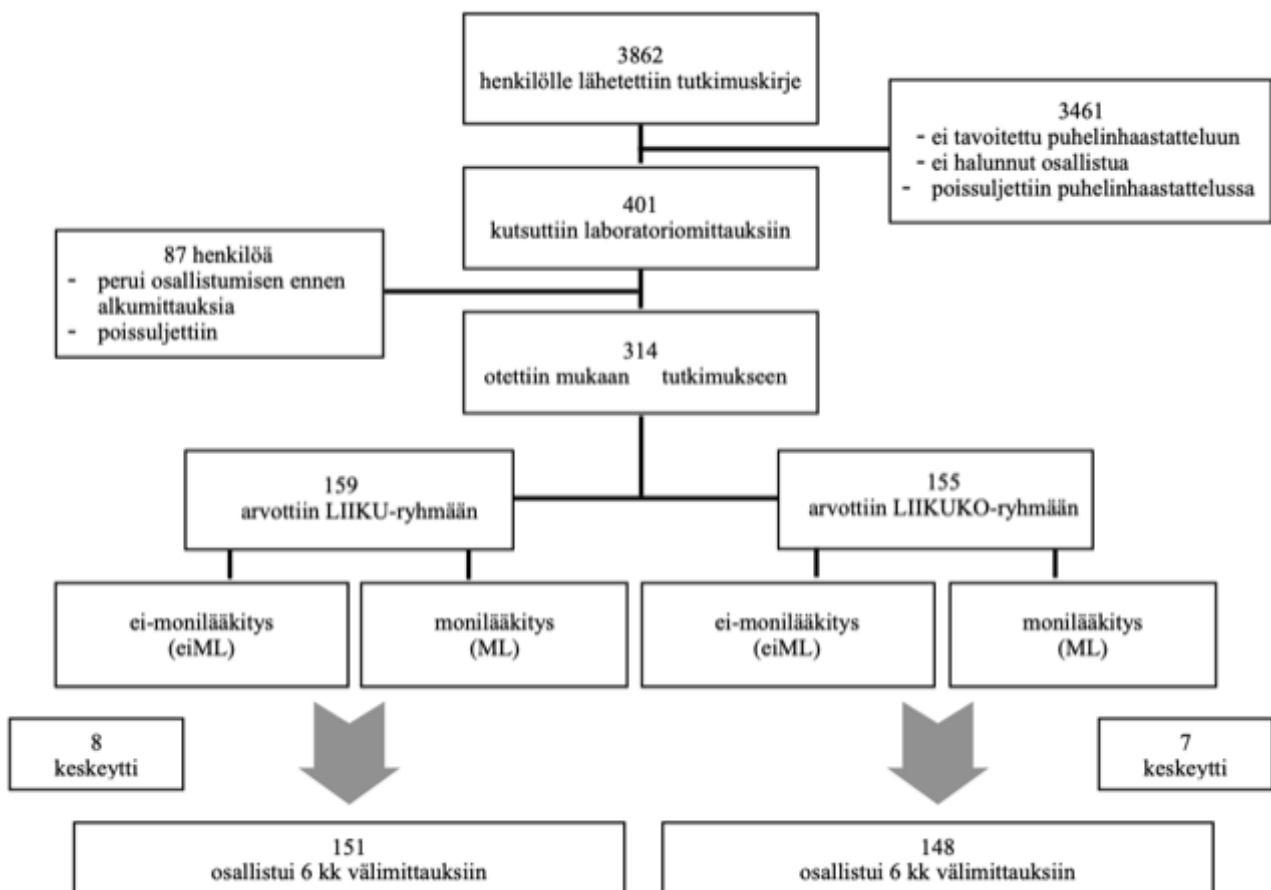 3862
henkilölle lähetettiin tutkimuskirje
3461
- ei tavoitettu puhelinhaastatteluun
- ei halunnut osallistua
- poissuljettiin puhelinhaastattelussa
401
kutsuttiin laboratoriomittauksiin
87 henkilöä
- perui osallistumisen ennen
alkumittauksia
- poissuljettiin
314
otettiin mukaan tutkimukseen
159
arvottiin LIIKU-ryhmään
155
arvottiin LIIKUKO-ryhmään
ei-monilääkitys
(eiML)
monilääkitys
(ML)
ei-monilääkitys
(eiML)
monilääkitys
(ML)
8
keskeytti
7
keskeytti
151
osallistui 6 kk välimittauksiin
148
osallistui 6 kk välimittauksiin